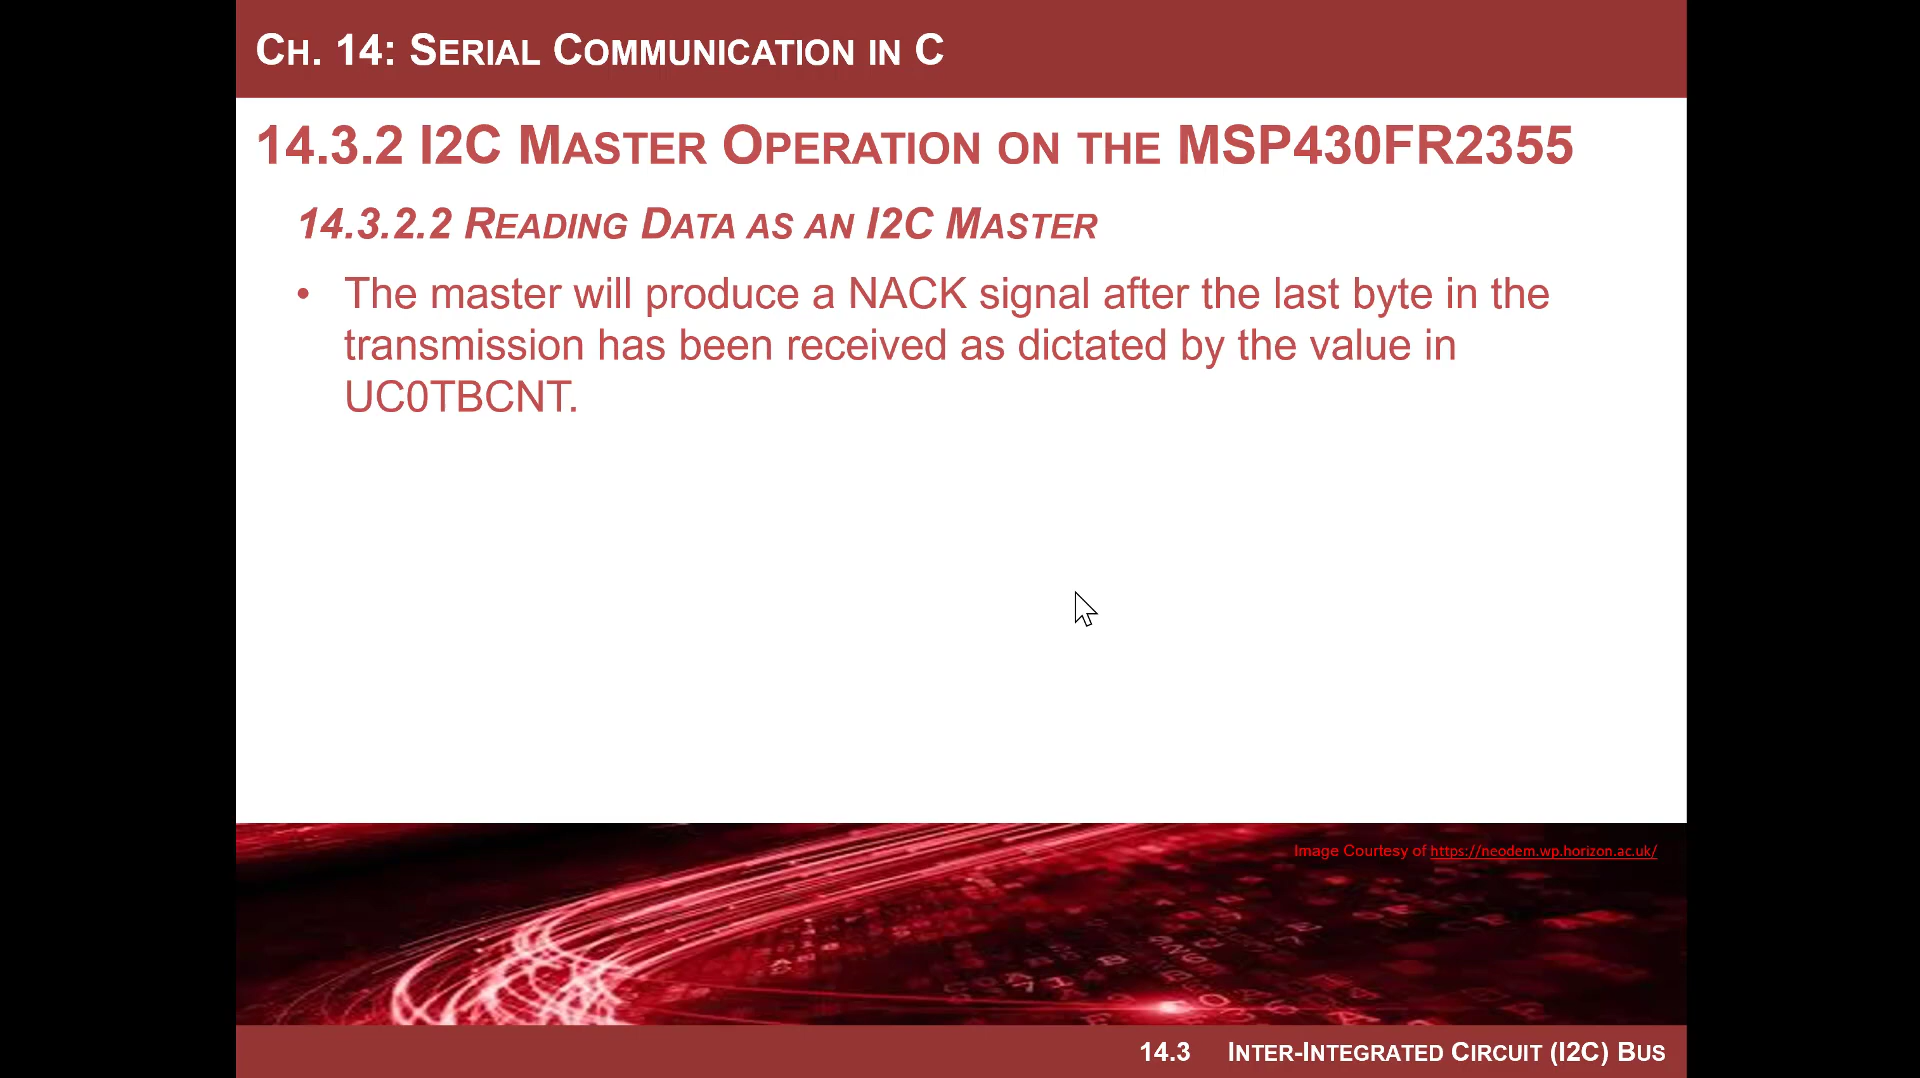 CH. 14: SERIAL COMMUNICATION IN C
14.3.2 I2C MASTER OPERATION ON THE MSP430FR2355
14.3.2.2 READING DATA AS AN I2C MASTER
• The master will produce a NACK signal after the last byte in the
transmission has been received as dictated by the value in
UC0TBCNT.
Image Courtesy of https://neodem.wp.horizon.ac.uk/
14.3 INTER-INTEGRATED CIRCUIT (I2C) BUS